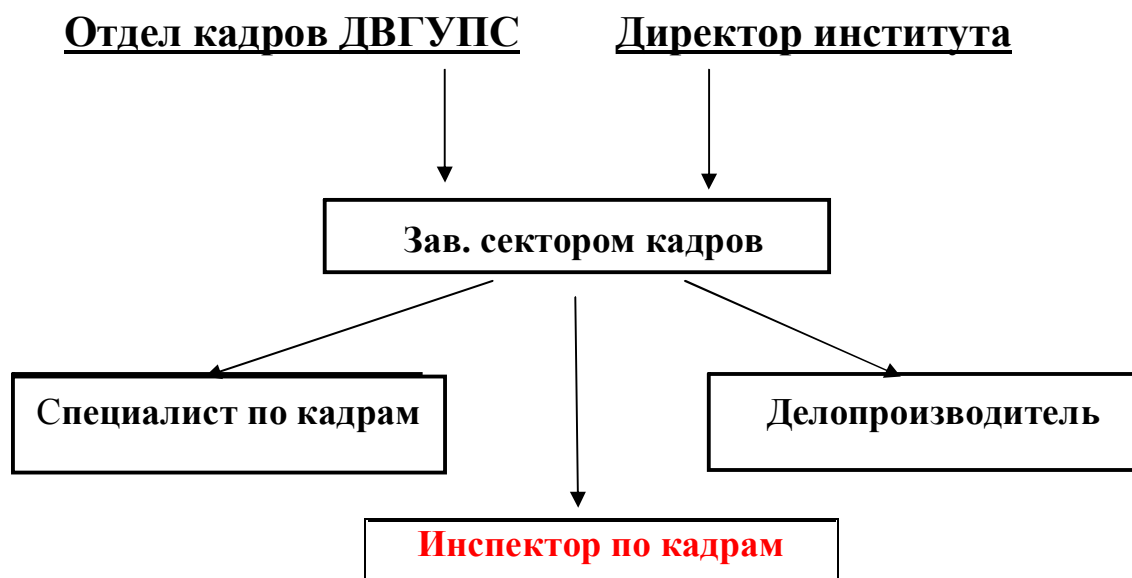 Отдел кадров ДВГУПС
Директор института
Зав. сектором кадров
Специалист по кадрам
Делопроизводитель
Инспектор по кадрам